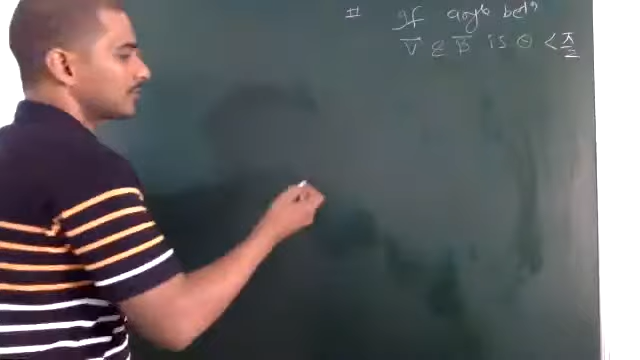 # If angle betn
V̅ & B̅ is θ < π/2